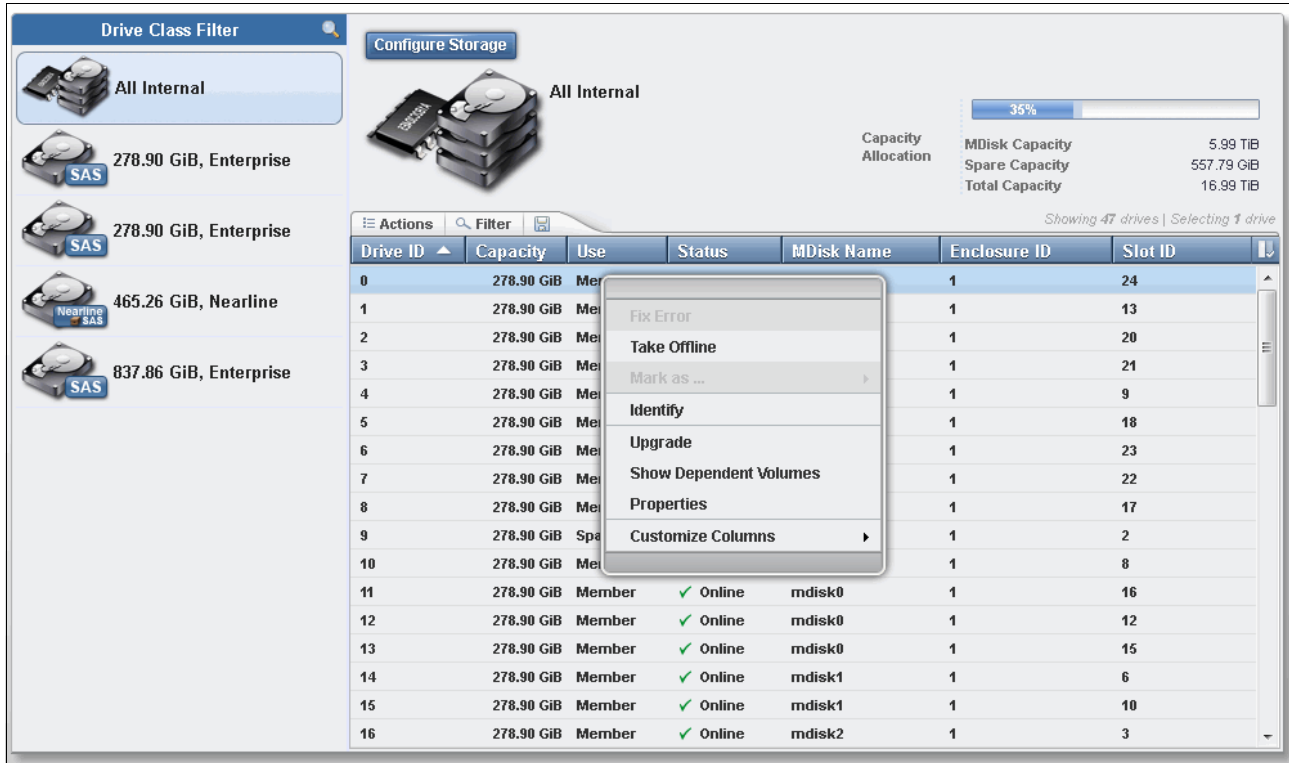 Drive Class Filter
All Internal
278.90 GiB, Enterprise
SAS
278.90 GiB, Enterprise
SAS
465.26 GiB, Nearline
Nearline
SAS
837.86 GiB, Enterprise
SAS
Configure Storage
All Internal
Capacity
Allocation
35%
MDisk Capacity 5.99 TiB
Spare Capacity 557.79 GiB
Total Capacity 16.99 TiB
Actions Filter
Showing 47 drives | Selecting 1 drive
Drive ID Capacity Use Status MDisk Name Enclosure ID Slot ID
0 278.90 GiB 1 24
1 278.90 GiB 1 13
2 278.90 GiB 1 20
3 278.90 GiB 1 21
4 278.90 GiB 1 9
5 278.90 GiB 1 18
6 278.90 GiB 1 23
7 278.90 GiB 1 22
8 278.90 GiB 1 17
9 278.90 GiB 1 2
10 278.90 GiB 1 8
11 278.90 GiB Member ✓ Online mdisk0 1 16
12 278.90 GiB Member ✓ Online mdisk0 1 12
13 278.90 GiB Member ✓ Online mdisk0 1 15
14 278.90 GiB Member ✓ Online mdisk1 1 6
15 278.90 GiB Member ✓ Online mdisk1 1 10
16 278.90 GiB Member ✓ Online mdisk2 1 3
Fix Error
Take Offline
Mark as ...
Identify
Upgrade
Show Dependent Volumes
Properties
Customize Columns